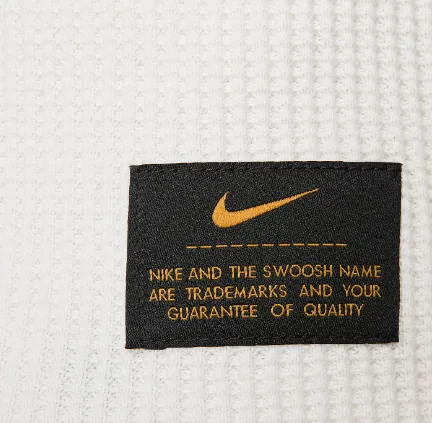 NIKE AND THE SWOOSH NAME
ARE TRADEMARKS AND YOUR
GUARANTEE OF QUALITY